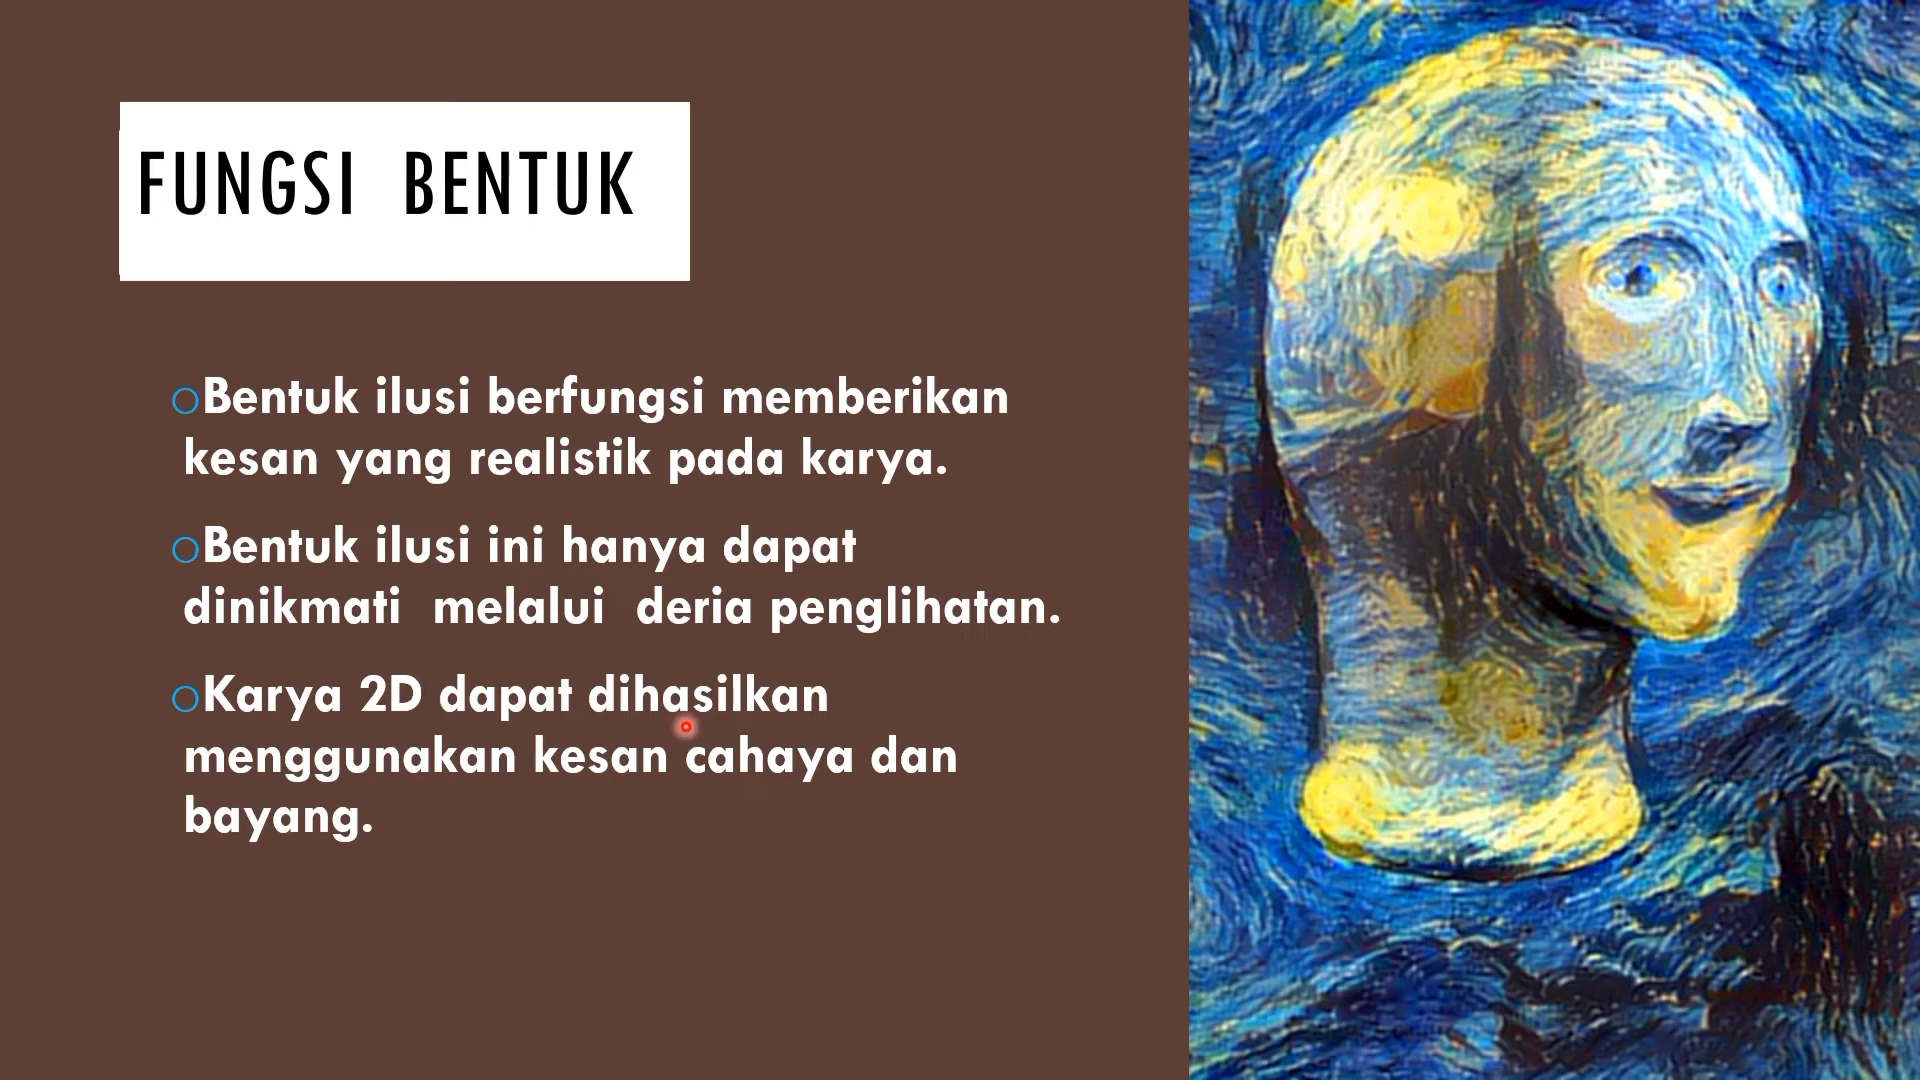 FUNGSI BENTUK
Bentuk ilusi berfungsi memberikan
kesan yang realistik pada karya.
Bentuk ilusi ini hanya dapat
dinikmati melalui deria penglihatan.
Karya 2D dapat dihasilkan
menggunakan kesan cahaya dan
bayang.